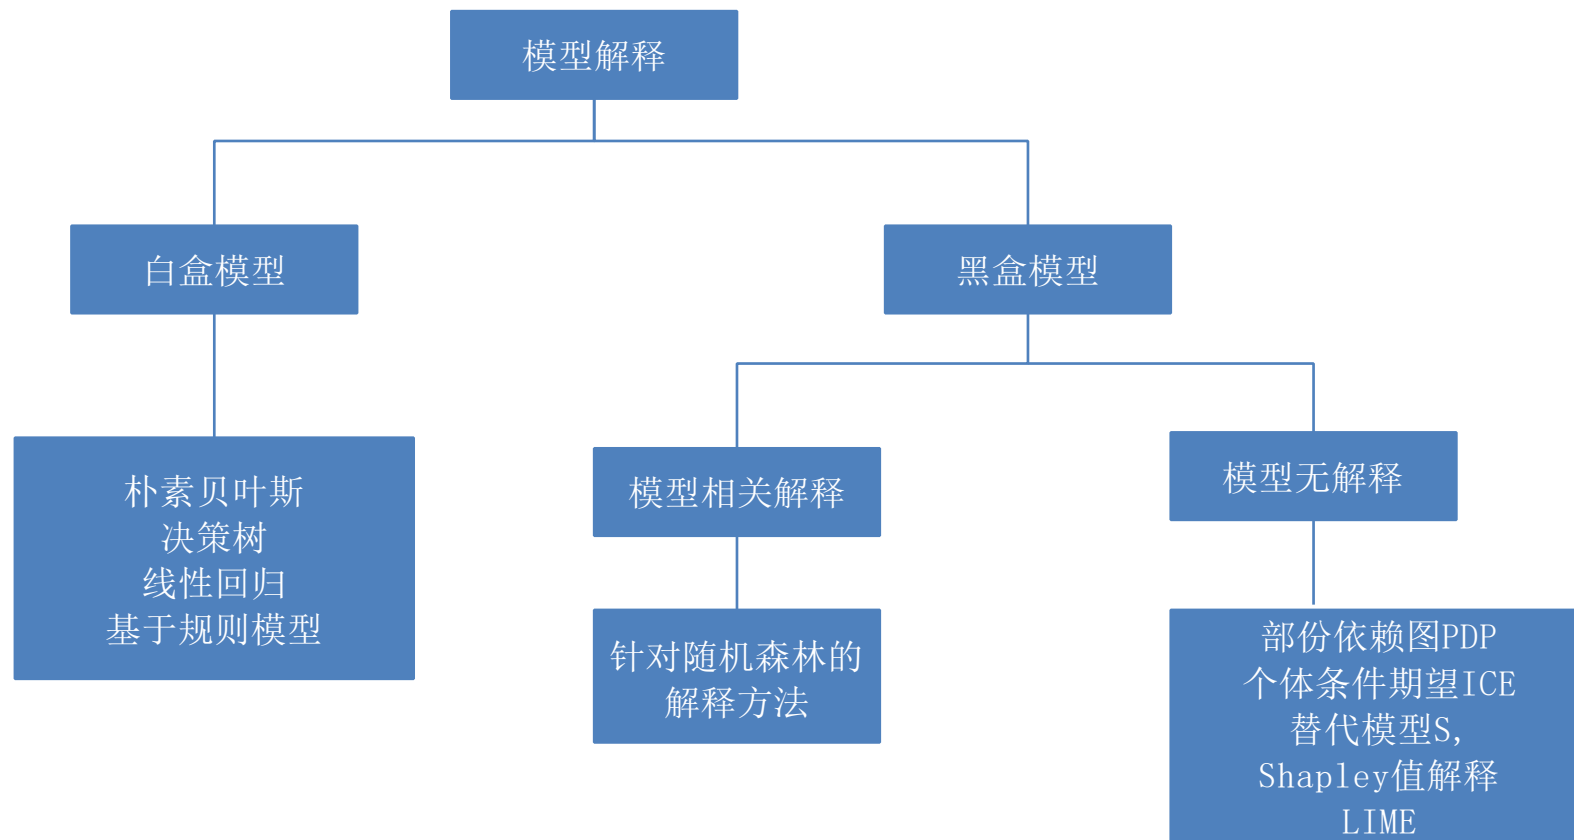 模型解释
白盒模型
黑盒模型
朴素贝叶斯
决策树
线性回归
基于规则模型
模型相关解释
模型无解释
针对随机森林的
解释方法
部份依赖图PDP
个体条件期望ICE
替代模型S,
Shapley值解释
LIME